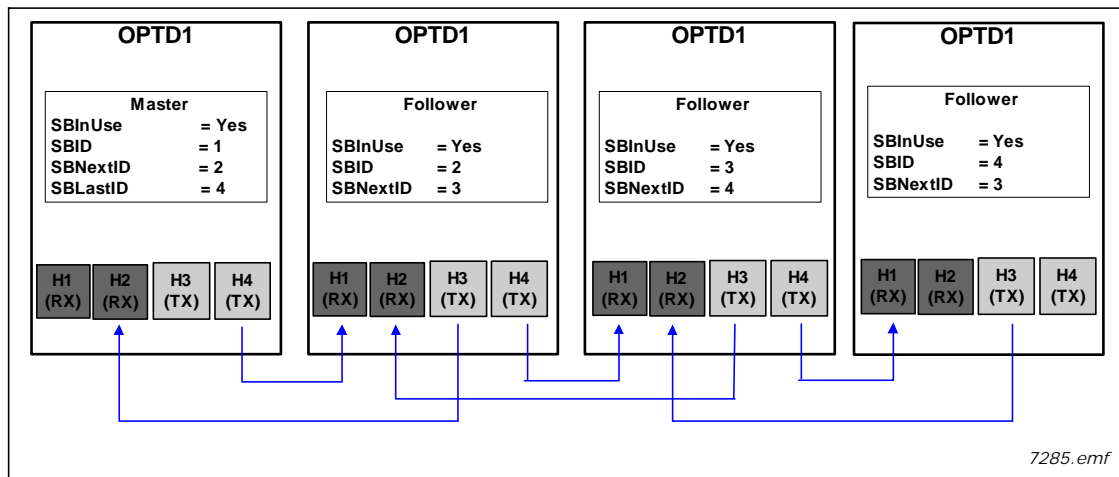 OPTD1
Master
SBInUse = Yes
SBID = 1
SBNextID = 2
SBLastID = 4
H1 (RX)
H2 (RX)
H3 (TX)
H4 (TX)
OPTD1
Follower
SBInUse = Yes
SBID = 2
SBNextID = 3
H1 (RX)
H2 (RX)
H3 (TX)
H4 (TX)
OPTD1
Follower
SBInUse = Yes
SBID = 3
SBNextID = 4
H1 (RX)
H2 (RX)
H3 (TX)
H4 (TX)
OPTD1
Follower
SBInUse = Yes
SBID = 4
SBNextID = 3
H1 (RX)
H2 (RX)
H3 (TX)
H4 (TX)
7285.emf